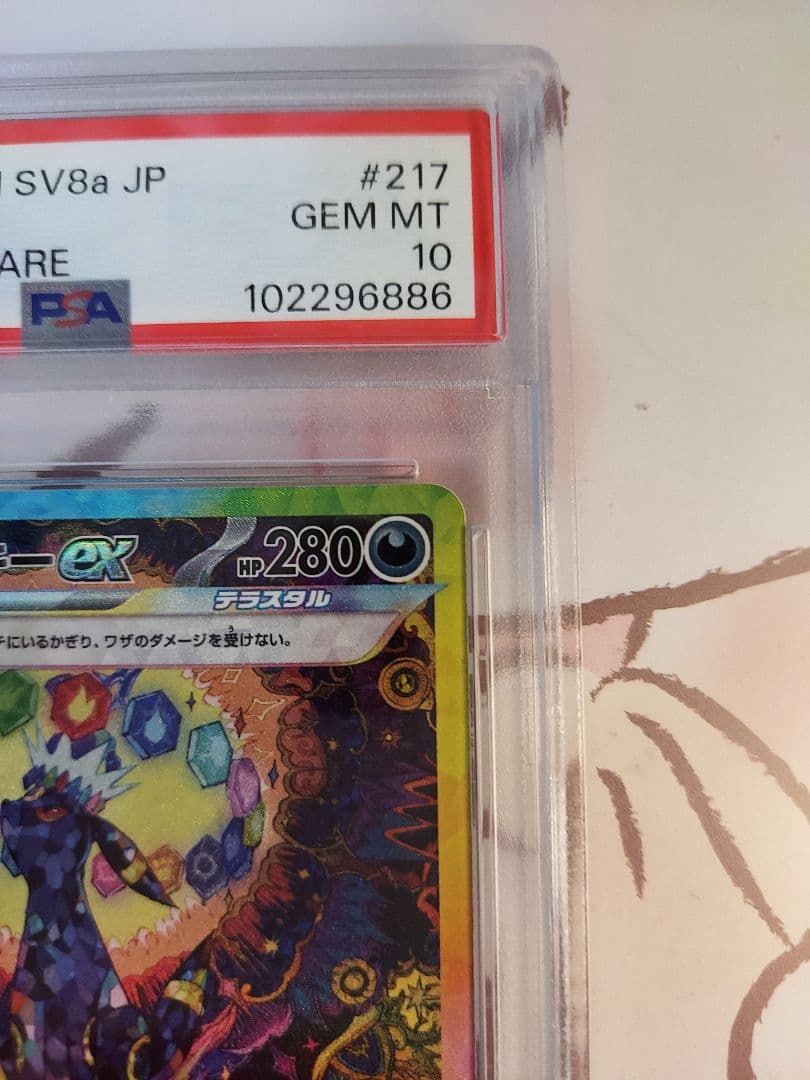 SV8a JP #217
GEM MT
ARE 10
PSA 102296886
ーex HP280
テラスタル
にいるかぎり、ワザのダメージを受けない。